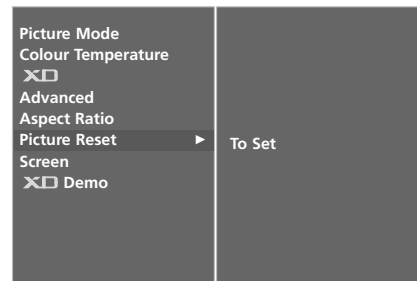 Picture Mode
Colour Temperature
XD
Advanced
Aspect Ratio
Picture Reset ►
To Set
Screen
XD Demo